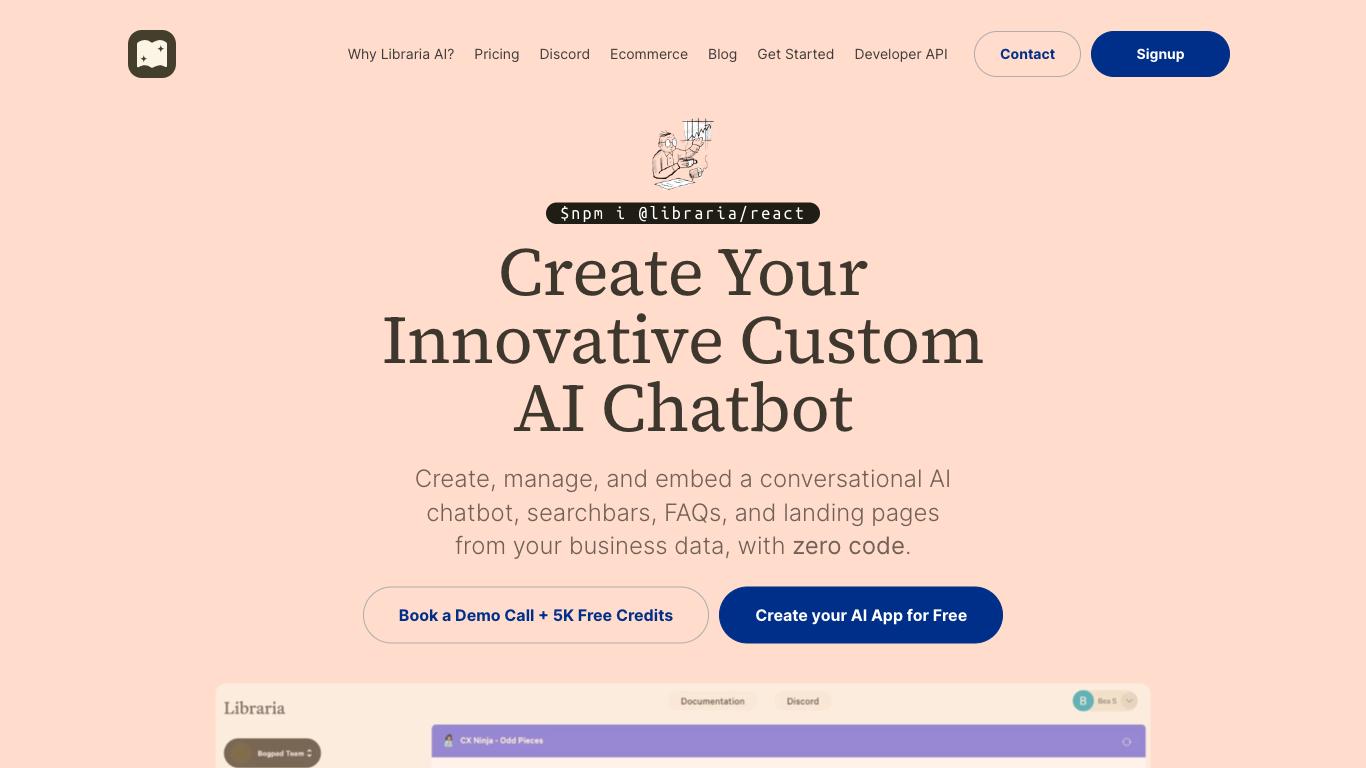 Why Libraria AI? Pricing Discord Ecommerce Blog Get Started Developer API Contact Signup
$npm i @libraria/react
Create Your
Innovative Custom
AI Chatbot
Create, manage, and embed a conversational AI
chatbot, searchbars, FAQs, and landing pages
from your business data, with zero code.
Book a Demo Call + 5K Free Credits Create your AI App for Free
Libraria Documentation Discord B Bea S
CX Ninja - Odd Pieces
Bogpad Team